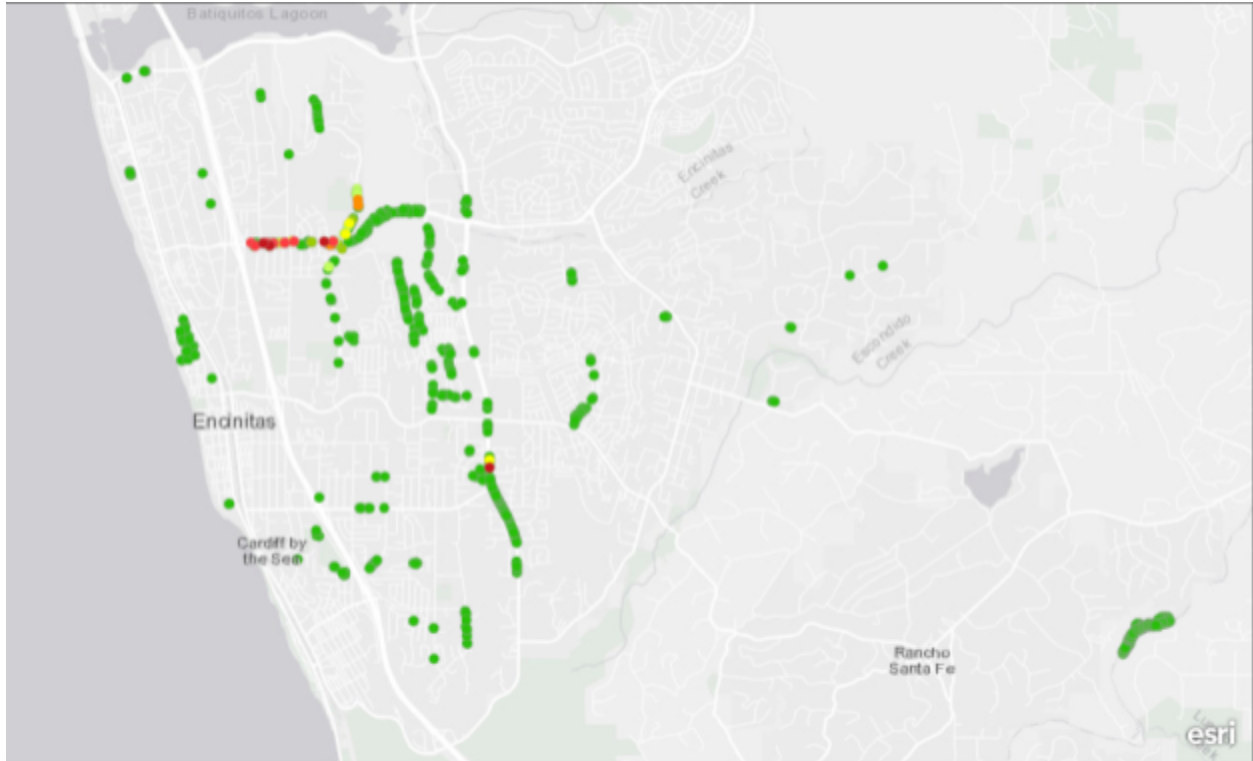 Batiquitos Lagoon
Encinitas
Creek
Escondido
Creek
Encinitas
Cardiff by
the Sea
Rancho
Santa Fe
esri